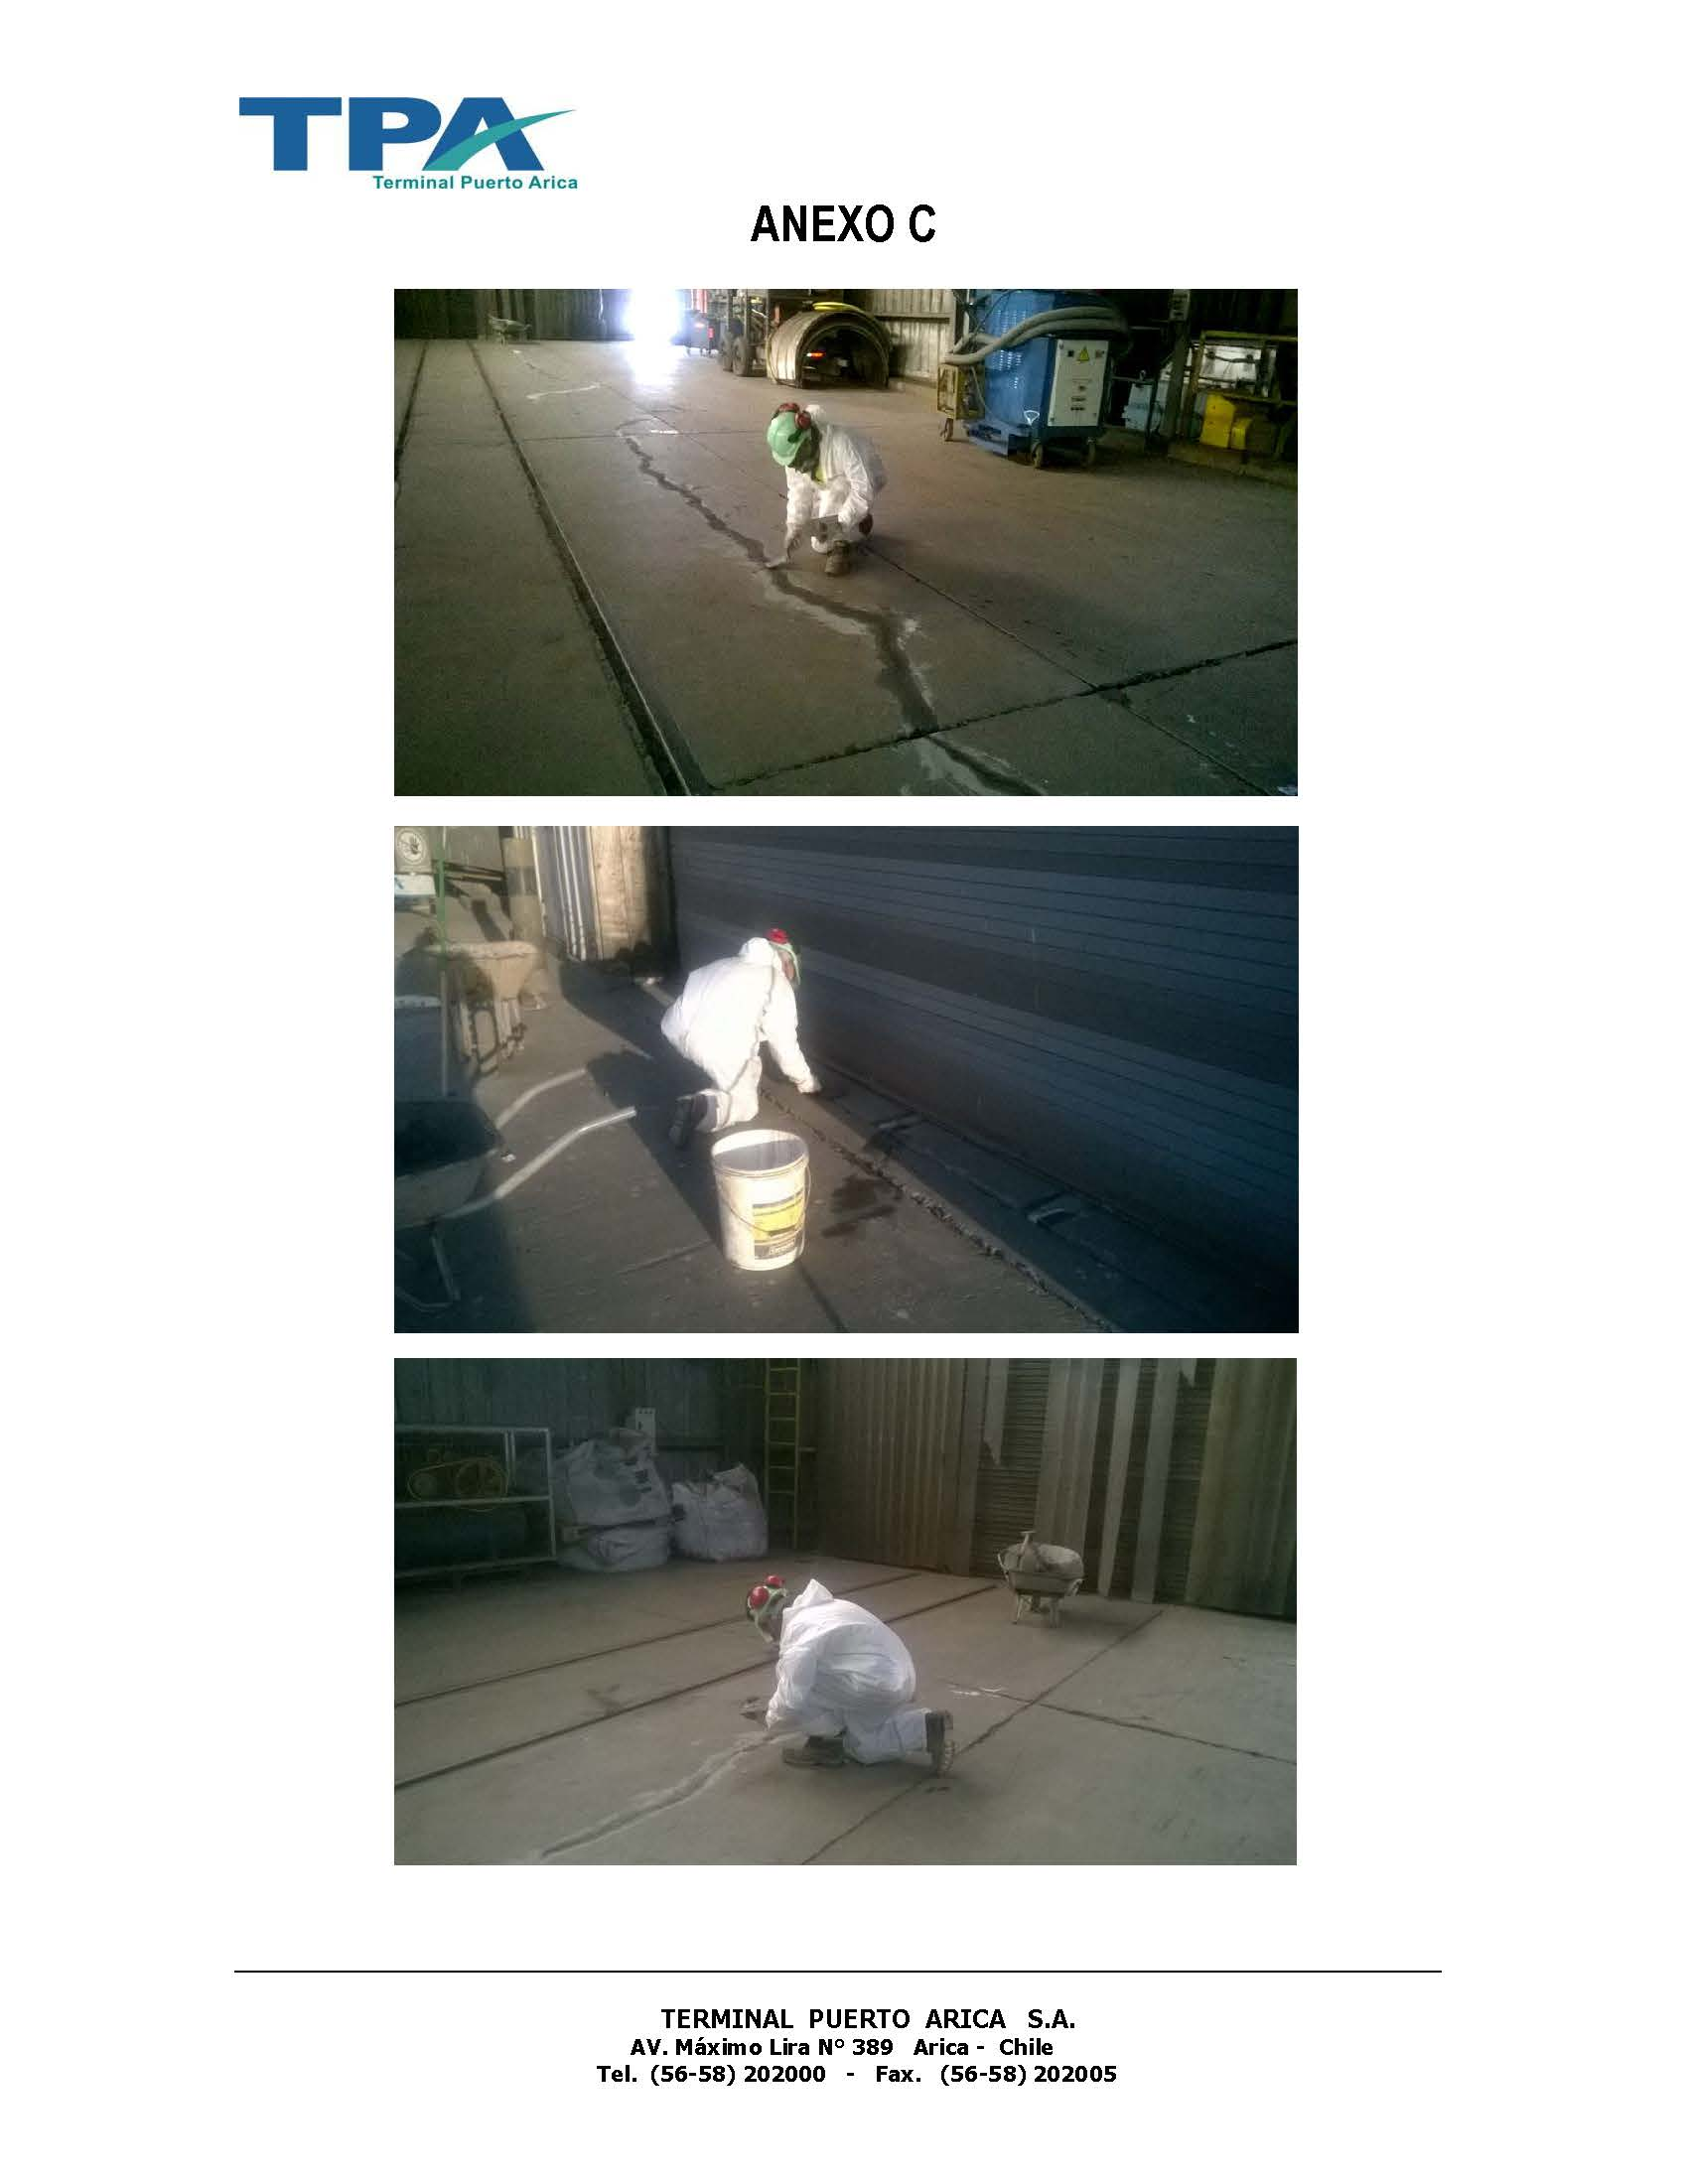 TPA
Terminal Puerto Arica
ANEXO C
TERMINAL PUERTO ARICA S.A.
AV. Máximo Lira Nº 389 Arica - Chile
Tel. (56-58) 202000 - Fax. (56-58) 202005